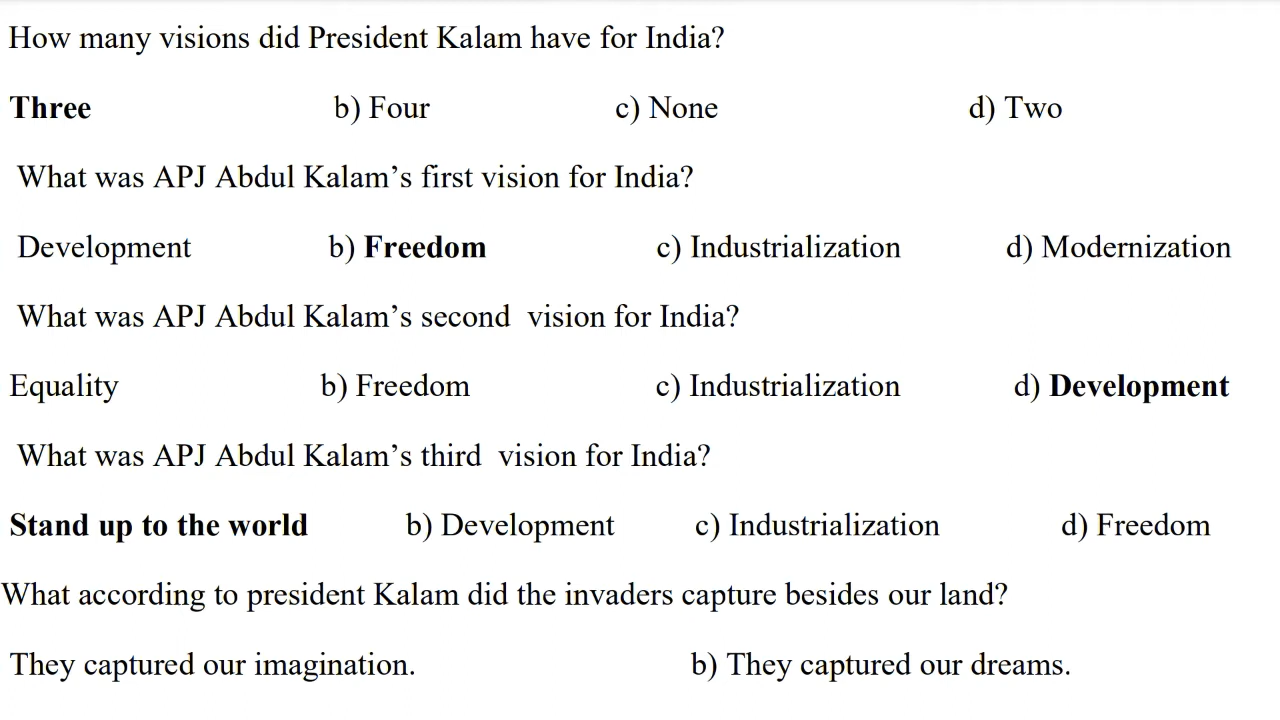 How many visions did President Kalam have for India?
Three b) Four c) None d) Two
What was APJ Abdul Kalam’s first vision for India?
Development b) Freedom c) Industrialization d) Modernization
What was APJ Abdul Kalam’s second  vision for India?
Equality b) Freedom c) Industrialization d) Development
What was APJ Abdul Kalam’s third  vision for India?
Stand up to the world b) Development c) Industrialization d) Freedom
What according to president Kalam did the invaders capture besides our land?
They captured our imagination. b) They captured our dreams.